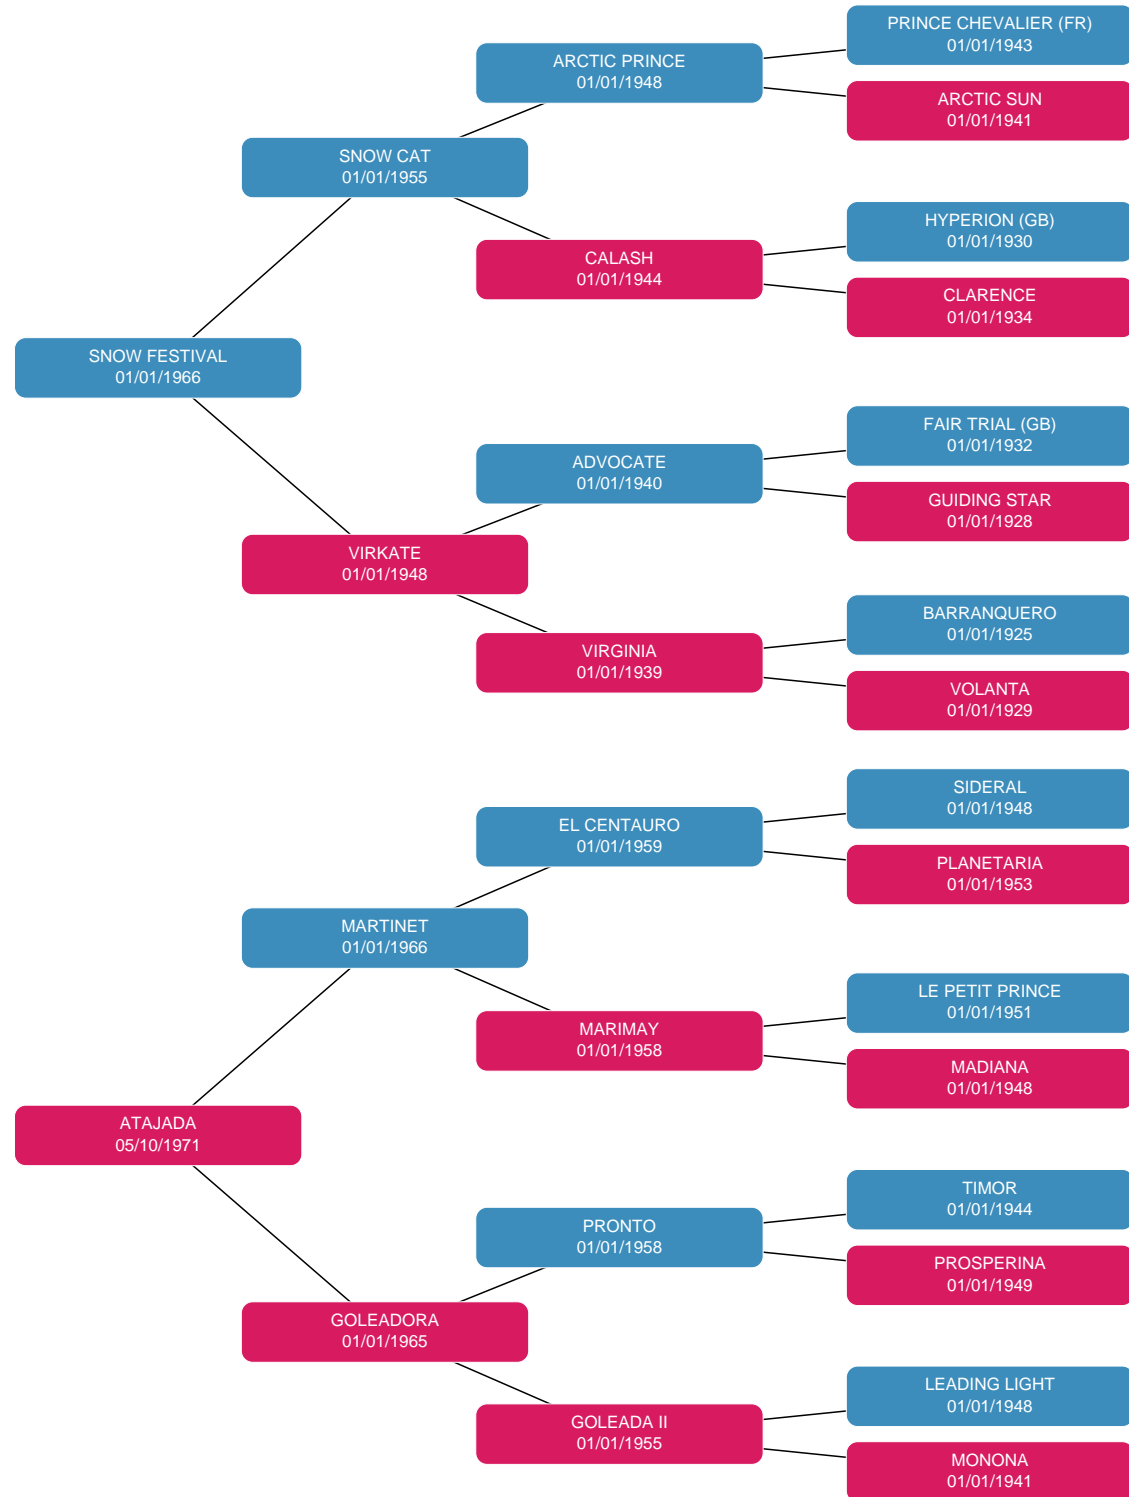 PRINCE CHEVALIER (FR)
01/01/1943
ARCTIC PRINCE
01/01/1948
ARCTIC SUN
01/01/1941
SNOW CAT
01/01/1955
HYPERION (GB)
01/01/1930
CALASH
01/01/1944
CLARENCE
01/01/1934
SNOW FESTIVAL
01/01/1966
FAIR TRIAL (GB)
01/01/1932
ADVOCATE
01/01/1940
GUIDING STAR
01/01/1928
VIRKATE
01/01/1948
BARRANQUERO
01/01/1925
VIRGINIA
01/01/1939
VOLANTA
01/01/1929
SIDERAL
01/01/1948
EL CENTAURO
01/01/1959
PLANETARIA
01/01/1953
MARTINET
01/01/1966
LE PETIT PRINCE
01/01/1951
MARIMAY
01/01/1958
MADIANA
01/01/1948
ATAJADA
05/10/1971
TIMOR
01/01/1944
PRONTO
01/01/1958
PROSPERINA
01/01/1949
GOLEADORA
01/01/1965
LEADING LIGHT
01/01/1948
GOLEADA II
01/01/1955
MONONA
01/01/1941